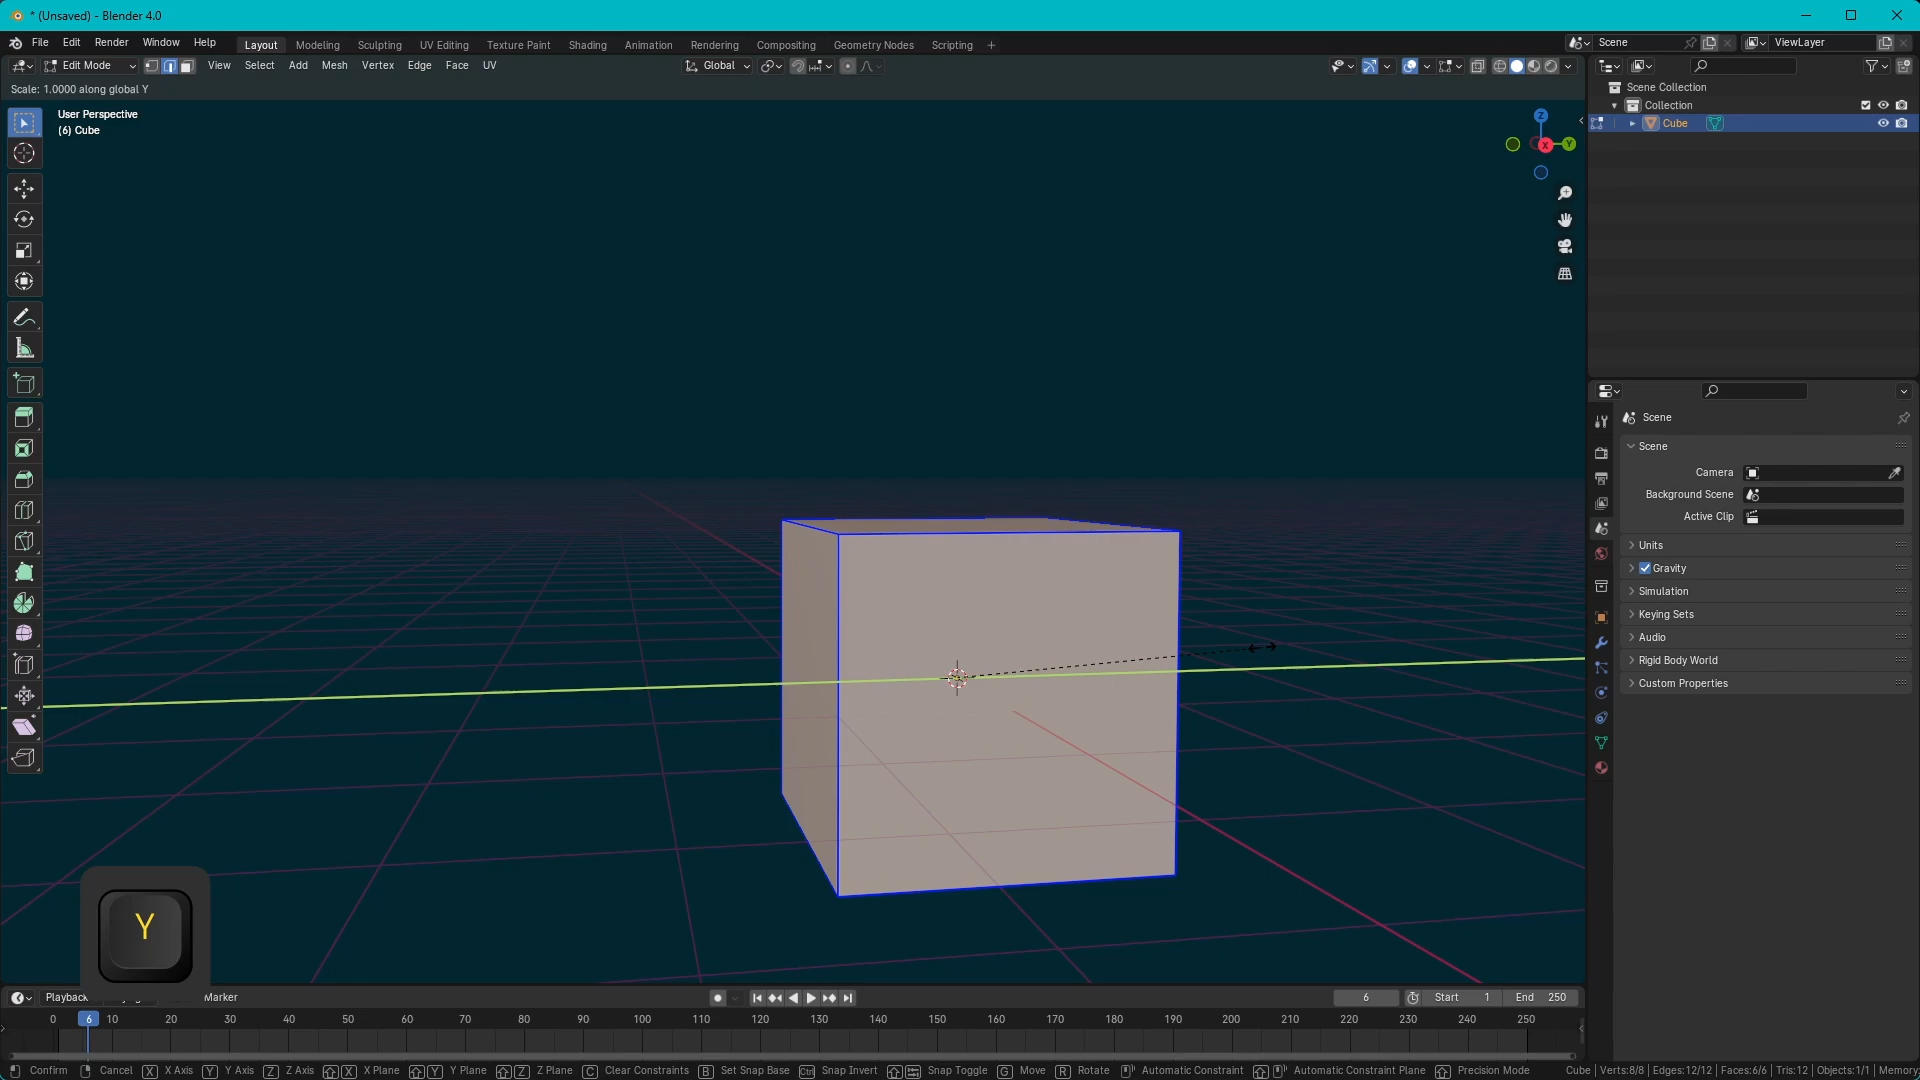 * (Unsaved) - Blender 4.0
File Edit Render Window Help Layout Modeling Sculpting UV Editing Texture Paint Shading Animation Rendering Compositing Geometry Nodes Scripting + Scene ViewLayer
Edit Mode View Select Add Mesh Vertex Edge Face UV Global
Scale: 1.0000 along global Y
User Perspective
(6) Cube
Z
X
Y
Scene Collection
Collection
Cube
Scene
Scene
Camera
Background Scene
Active Clip
Units
Gravity
Simulation
Keying Sets
Audio
Rigid Body World
Custom Properties
Y
Playback Marker 6 Start 1 End 250
0 6 10 20 30 40 50 60 70 80 90 100 110 120 130 140 150 160 170 180 190 200 210 220 230 240 250
Confirm Cancel X X Axis Y Y Axis Z Z Axis X X Plane Y Y Plane Z Z Plane C Clear Constraints B Set Snap Base Ctrl Snap Invert Snap Toggle G Move R Rotate Automatic Constraint Automatic Constraint Plane Precision Mode Cube | Verts:8/8 | Edges:12/12 | Faces:6/6 | Tris:12 | Objects:1/1 | Memory: